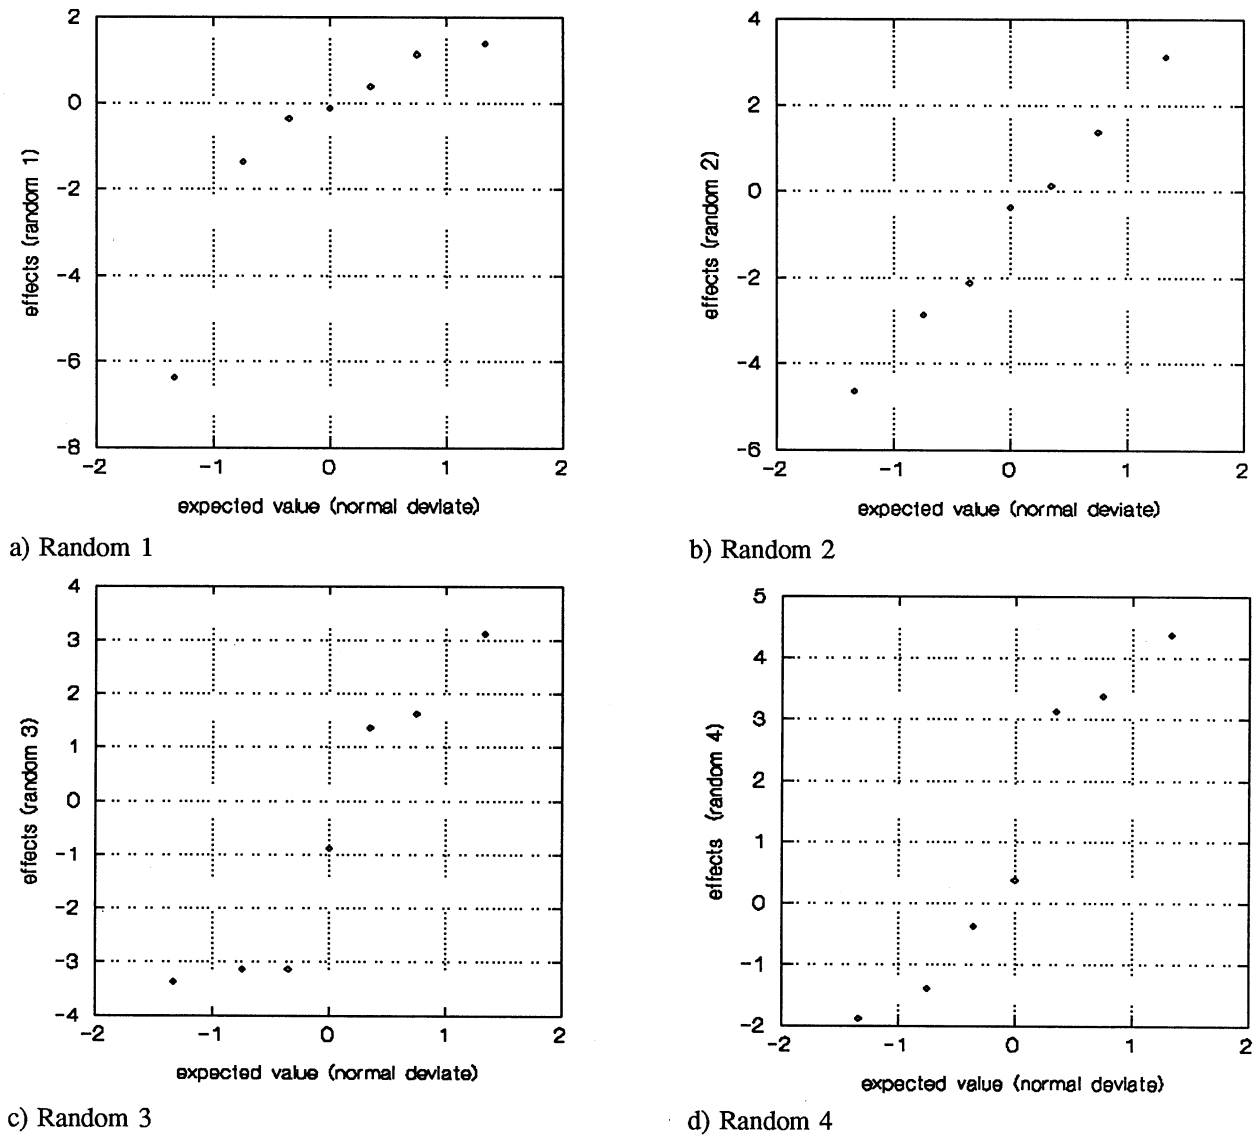 2
0
-2
-4
-6
-8
-2 -1 0 1 2
effects (random 1)
expected value (normal deviate)
a) Random 1
4
2
0
-2
-4
-6
-2 -1 0 1 2
effects (random 2)
expected value (normal deviate)
b) Random 2
4
3
2
1
0
-1
-2
-3
-4
-2 -1 0 1 2
effects (random 3)
expected value (normal deviate)
c) Random 3
5
4
3
2
1
0
-1
-2
-2 -1 0 1 2
effects (random 4)
expected value (normal deviate)
d) Random 4